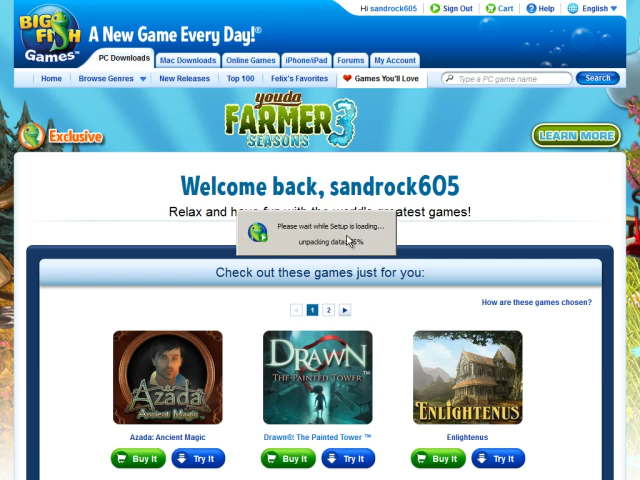 Hi sandrock605 Sign Out Cart Help English
BIG FISH Games™ A New Game Every Day!®
PC Downloads Mac Downloads Online Games iPhone/iPad Forums My Account
Home Browse Genres New Releases Top 100 Felix's Favorites Games You'll Love Type a PC game name Search
youda
FARMER 3
SEASONS
Exclusive LEARN MORE
Welcome back, sandrock605
Relax and have fun with the world's greatest games!
Please wait while Setup is loading...
unpacking data:
Check out these games just for you:
How are these games chosen?
1 2
Azada Ancient Magic
DRAWN THE PAINTED TOWER™
ENLIGHTENUS
Azada: Ancient Magic Drawn®: The Painted Tower ™ Enlightenus
Buy It Try It Buy It Try It Buy It Try It